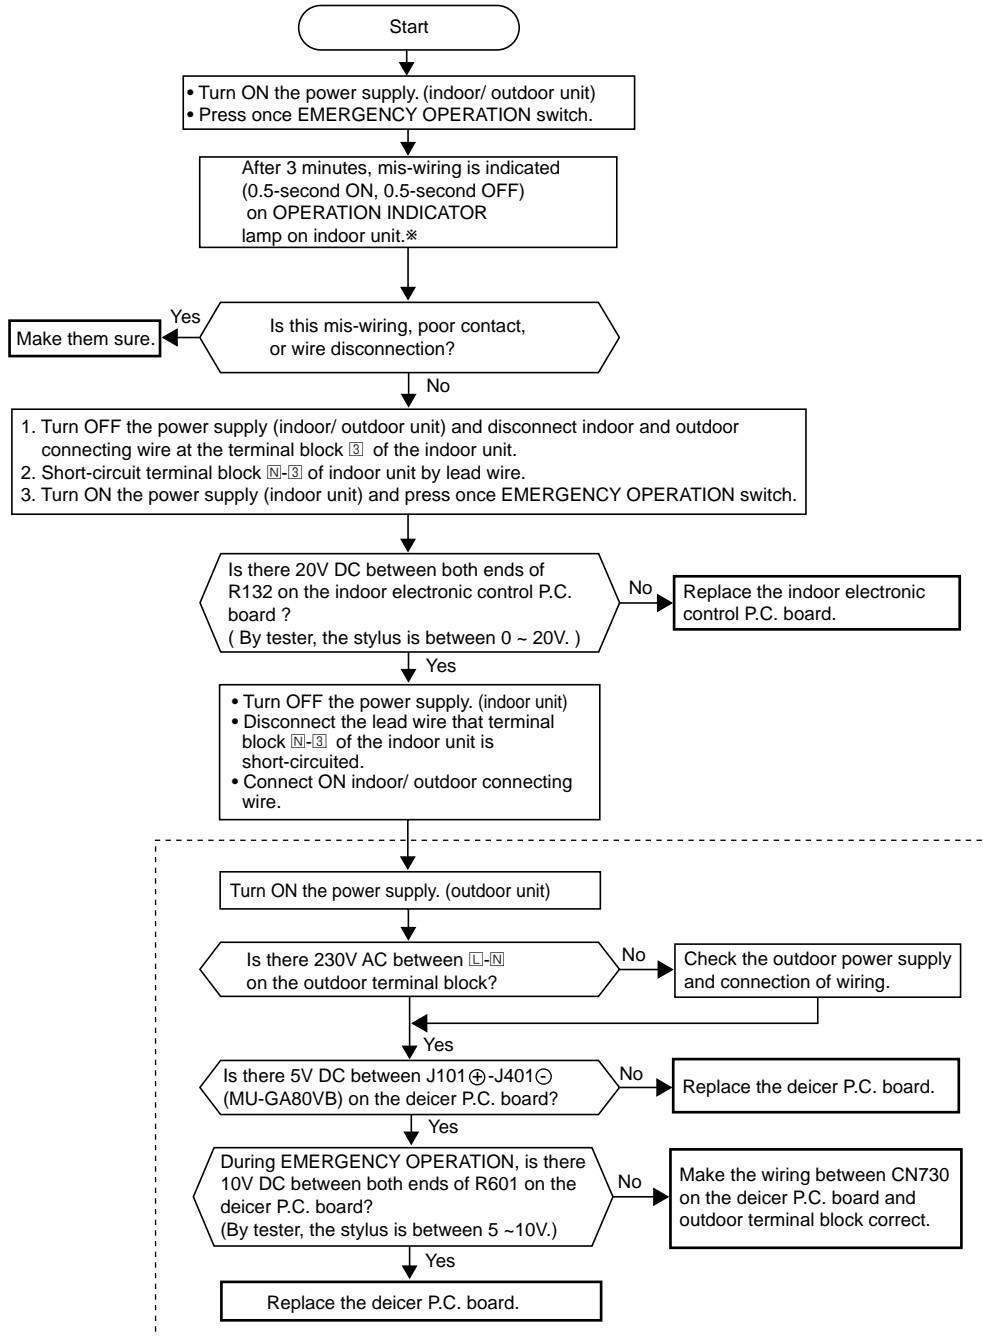 Start
• Turn ON the power supply. (indoor/ outdoor unit)
• Press once EMERGENCY OPERATION switch.
After 3 minutes, mis-wiring is indicated
(0.5-second ON, 0.5-second OFF)
on OPERATION INDICATOR
lamp on indoor unit.※
Is this mis-wiring, poor contact,
or wire disconnection?
Yes
Make them sure.
No
1. Turn OFF the power supply (indoor/ outdoor unit) and disconnect indoor and outdoor
connecting wire at the terminal block 3 of the indoor unit.
2. Short-circuit terminal block N-3 of indoor unit by lead wire.
3. Turn ON the power supply (indoor unit) and press once EMERGENCY OPERATION switch.
Is there 20V DC between both ends of
R132 on the indoor electronic control P.C.
board ?
( By tester, the stylus is between 0 ~ 20V. )
No
Replace the indoor electronic
control P.C. board.
Yes
• Turn OFF the power supply. (indoor unit)
• Disconnect the lead wire that terminal
block N-3 of the indoor unit is
short-circuited.
• Connect ON indoor/ outdoor connecting
wire.
Turn ON the power supply. (outdoor unit)
Is there 230V AC between L-N
on the outdoor terminal block?
No
Check the outdoor power supply
and connection of wiring.
Yes
Is there 5V DC between J101⊕-J401⊖
(MU-GA80VB) on the deicer P.C. board?
No
Replace the deicer P.C. board.
Yes
During EMERGENCY OPERATION, is there
10V DC between both ends of R601 on the
deicer P.C. board?
(By tester, the stylus is between 5 ~10V.)
No
Make the wiring between CN730
on the deicer P.C. board and
outdoor terminal block correct.
Yes
Replace the deicer P.C. board.